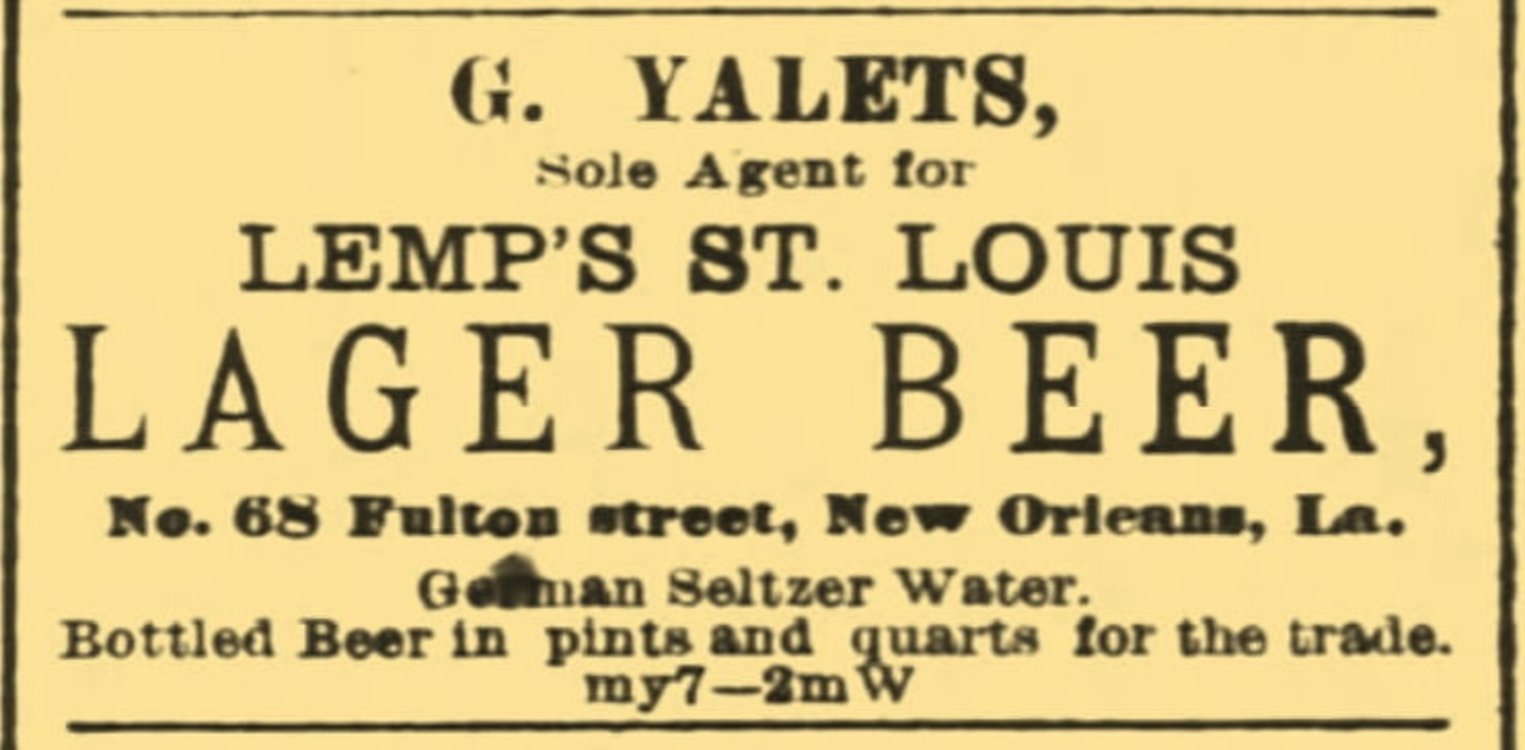 G. YALETS,
Sole Agent for
LEMP'S ST. LOUIS
LAGER BEER,
No. 68 Fulton street, New Orleans, La.
German Seltzer Water.
Bottled Beer in pints and quarts for the trade.
my7—2mW